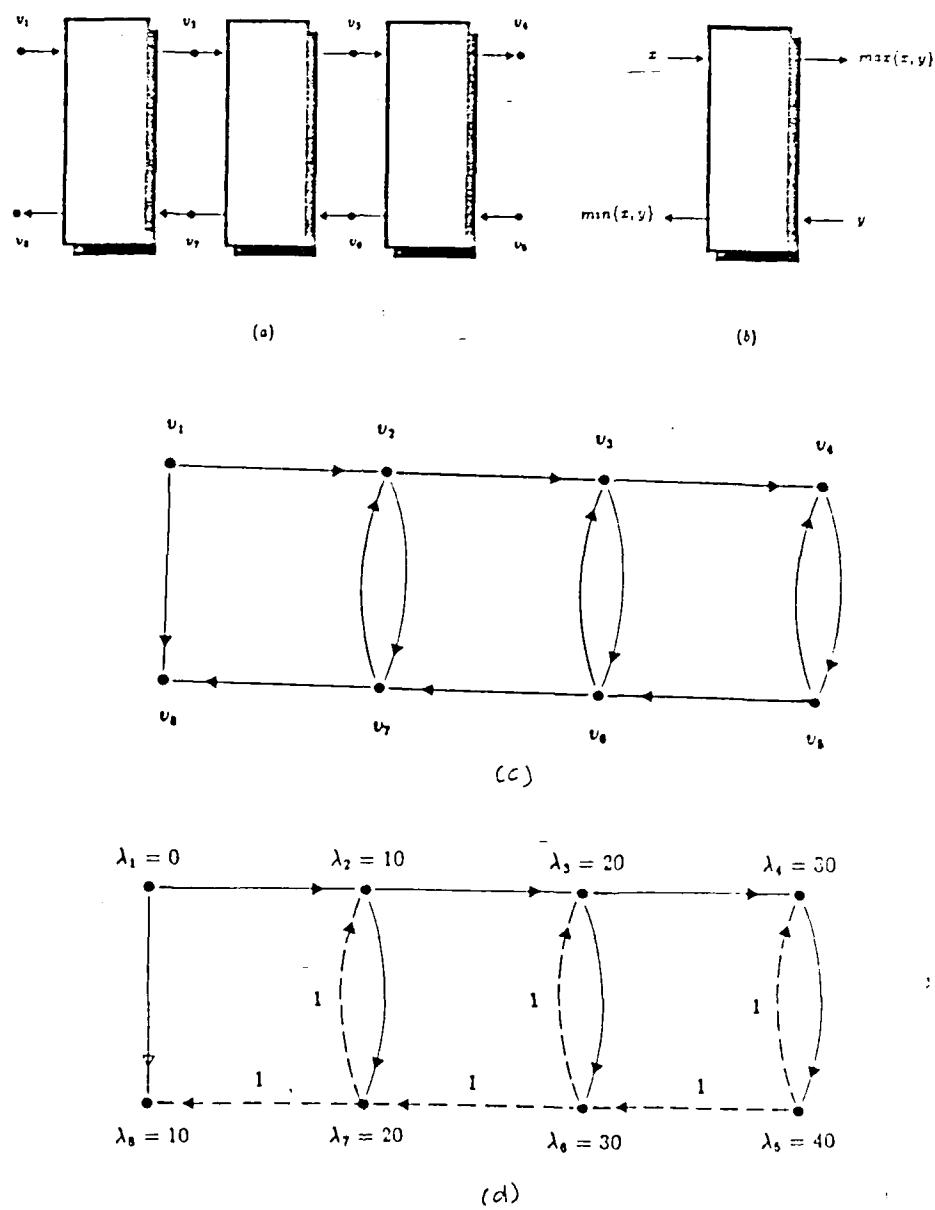 v₁ v₂ v₃ v₄
x max(x, y)
min(x, y) y
v₈ v₇ v₆ v₅
(a) (b)
v₁ v₂ v₃ v₄
v₈ v₇ v₆ v₅
(c)
λ₁ = 0 λ₂ = 10 λ₃ = 20 λ₄ = 30
1 1 1
1 1 1
λ₈ = 10 λ₇ = 20 λ₆ = 30 λ₅ = 40
(d)